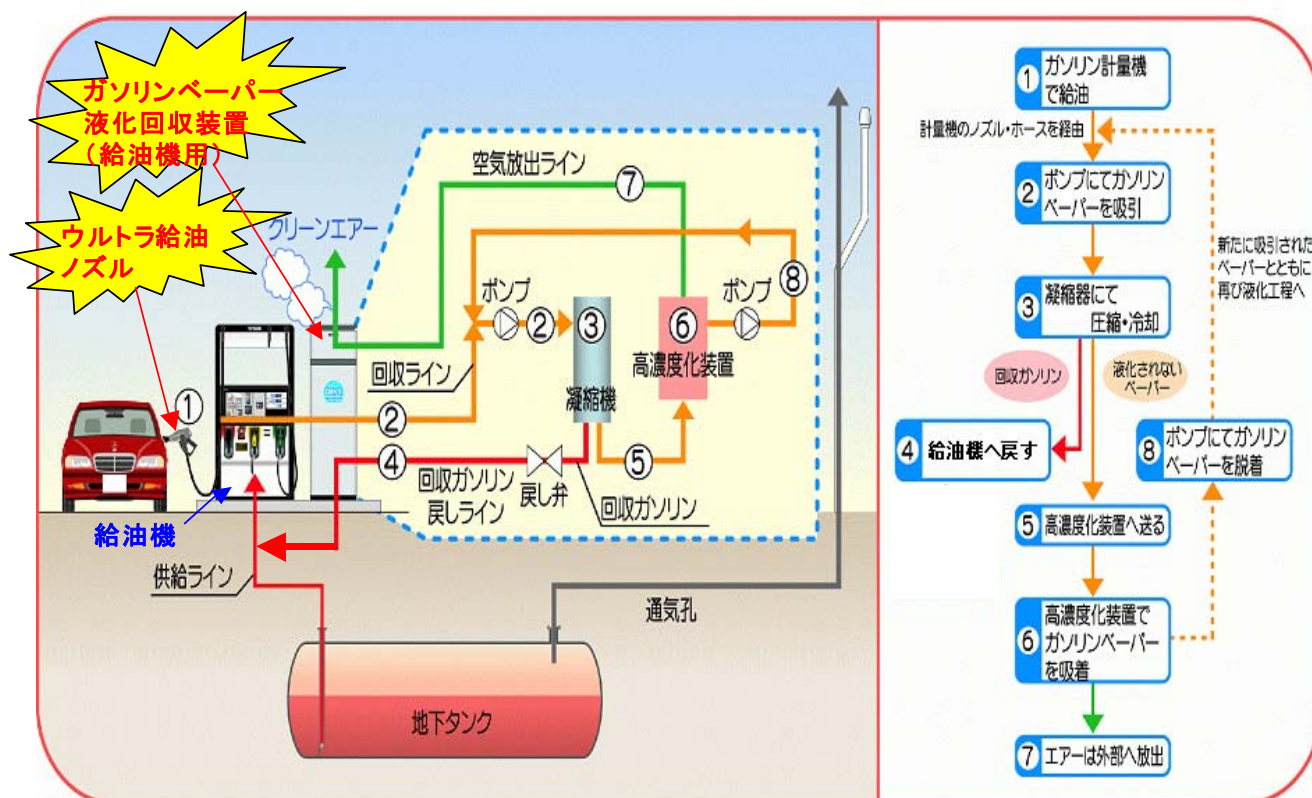 ガソリンベーパー
液化回収装置
(給油機用)
ウルトラ給油
ノズル
クリーンエアー
空気放出ライン
⑦
ポンプ
②
③
凝縮機
⑥
高濃度化装置
ポンプ
⑧
回収ライン
①
②
④
回収ガソリン
戻しライン
戻し弁
回収ガソリン
⑤
給油機
供給ライン
通気孔
地下タンク
① ガソリン計量機
で給油
計量機のノズル・ホースを経由
② ポンプにてガソリン
ベーパーを吸引
新たに吸引された
ベーパーとともに
再び液化工程へ
③ 凝縮器にて
圧縮・冷却
回収ガソリン
液化されない
ベーパー
④ 給油機へ戻す
⑧ ポンプにてガソリン
ベーパーを脱着
⑤ 高濃度化装置へ送る
⑥ 高濃度化装置で
ガソリンベーパー
を吸着
⑦ エアーは外部へ放出